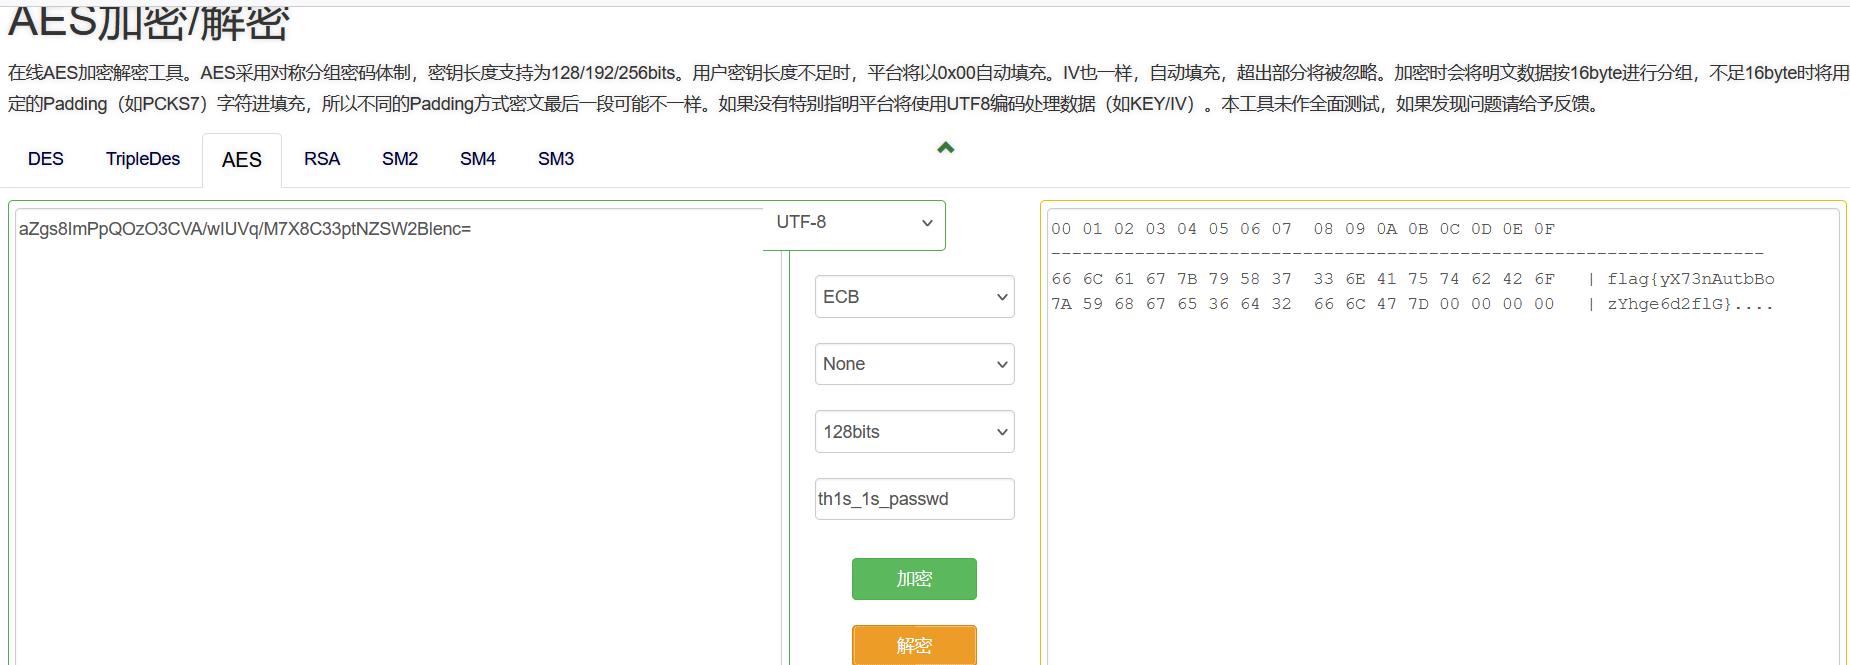 AES加密/解密
在线AES加密解密工具。AES采用对称分组密码体制，密钥长度支持为128/192/256bits。用户密钥长度不足时，平台将以0x00自动填充。IV也一样，自动填充，超出部分将被忽略。加密时会将明文数据按16byte进行分组，不足16byte时将用
定的Padding（如PCKS7）字符进填充，所以不同的Padding方式密文最后一段可能不一样。如果没有特别指明平台将使用UTF8编码处理数据（如KEY/IV）。本工具未作全面测试，如果发现问题请给予反馈。
DES TripleDes AES RSA SM2 SM4 SM3
aZgs8ImPpQOzO3CVA/wIUVq/M7X8C33ptNZSW2Blenc=
UTF-8
ECB
None
128bits
th1s_1s_passwd
加密
解密
00 01 02 03 04 05 06 07 08 09 0A 0B 0C 0D 0E 0F
--------------------------------------------------------------------
66 6C 61 67 7B 79 58 37 33 6E 41 75 74 62 42 6F | flag{yX73nAutbBo
7A 59 68 67 65 36 64 32 66 6C 47 7D 00 00 00 00 | zYhge6d2flG}....